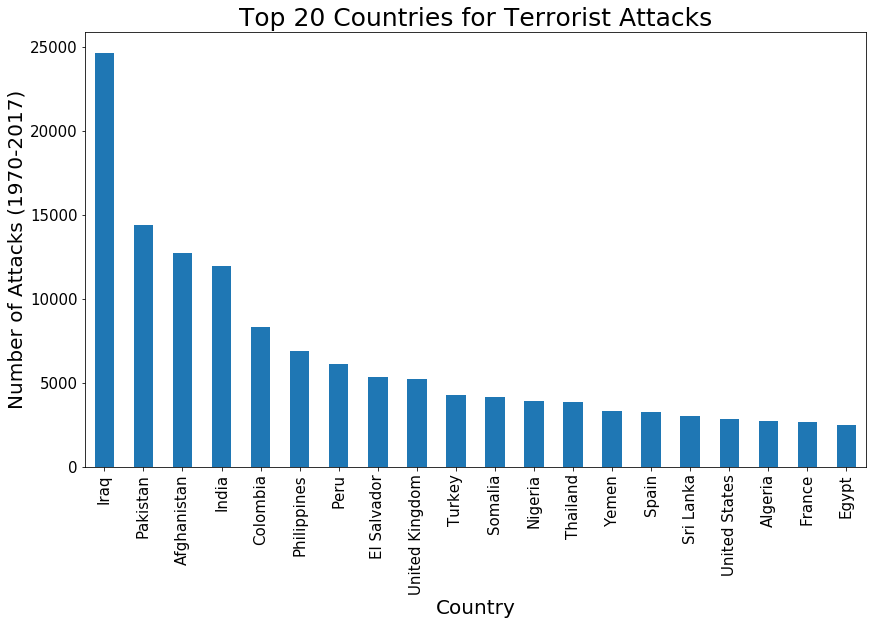 Top 20 Countries for Terrorist Attacks
Number of Attacks (1970-2017)
25000
20000
15000
10000
5000
0
Iraq
Pakistan
Afghanistan
India
Colombia
Philippines
Peru
El Salvador
United Kingdom
Turkey
Somalia
Nigeria
Thailand
Yemen
Spain
Sri Lanka
United States
Algeria
France
Egypt
Country